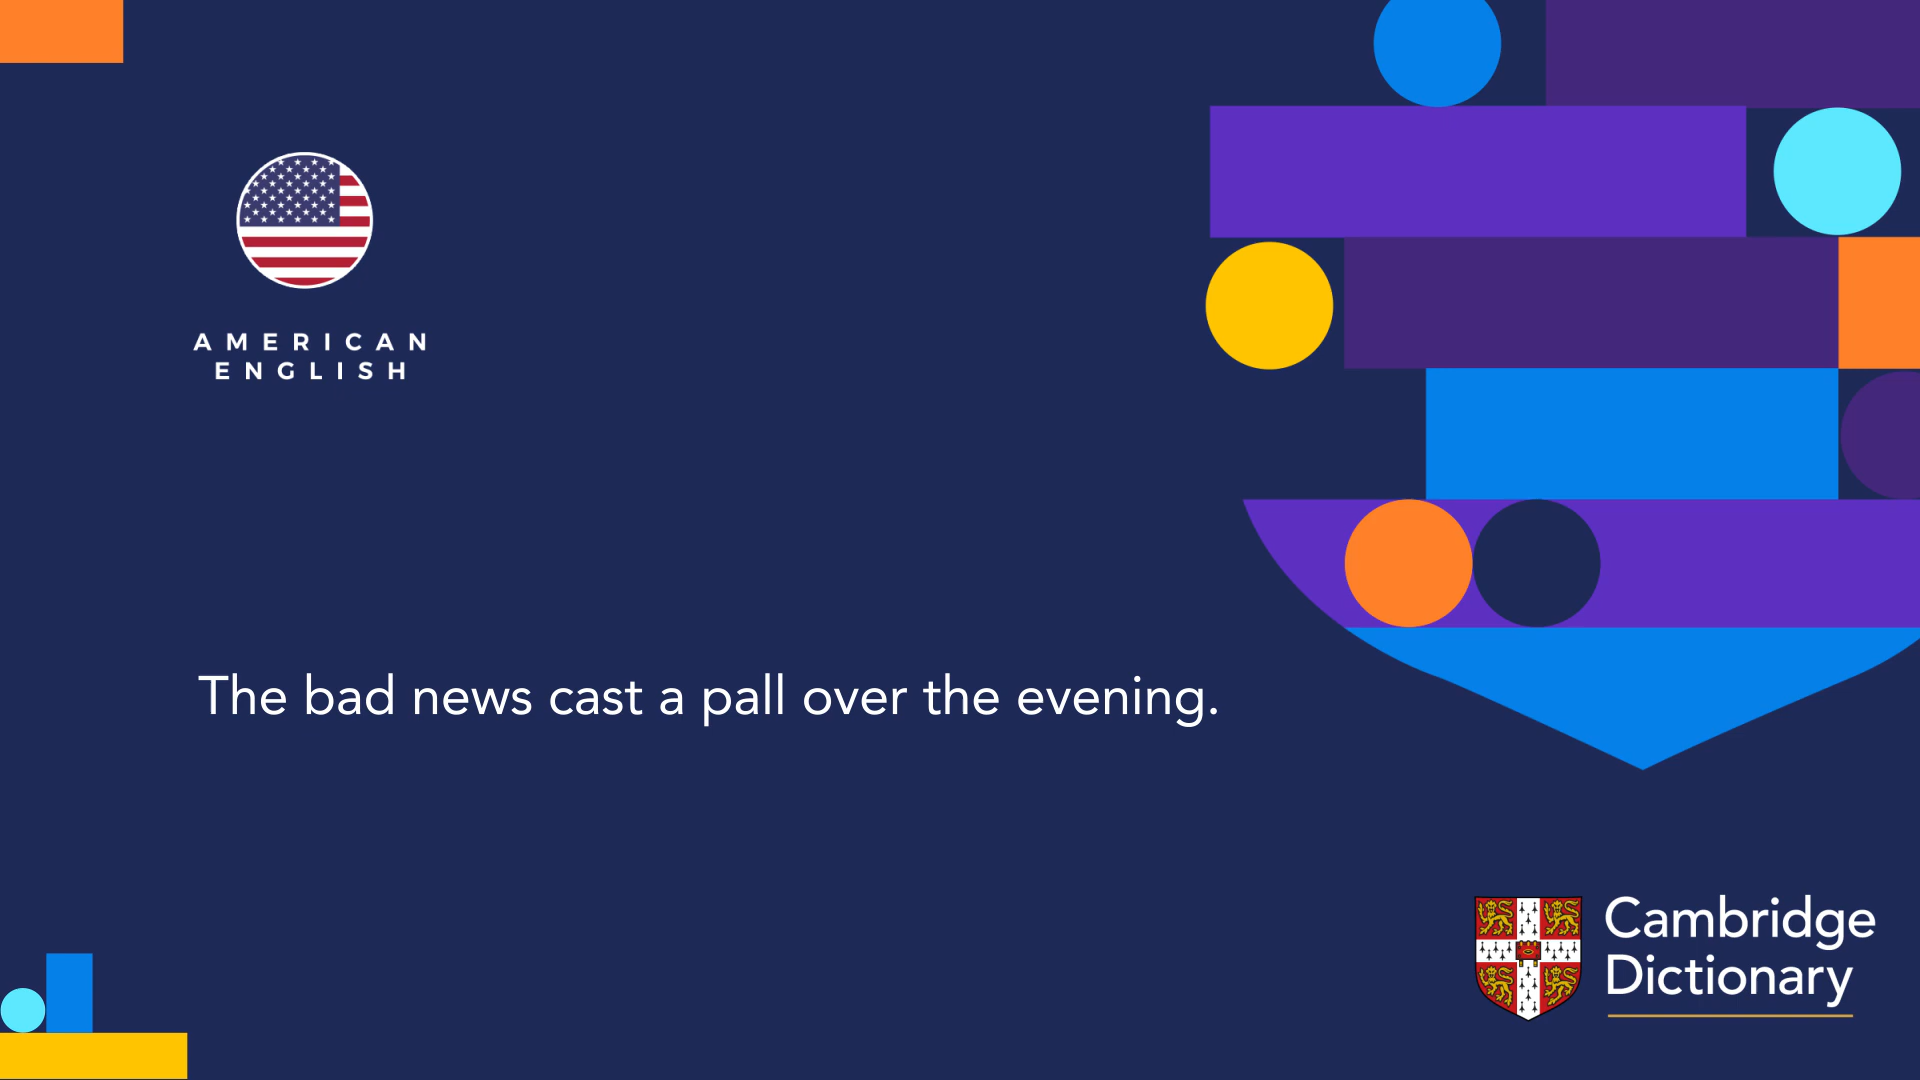 AMERICAN
ENGLISH
The bad news cast a pall over the evening.
Cambridge
Dictionary